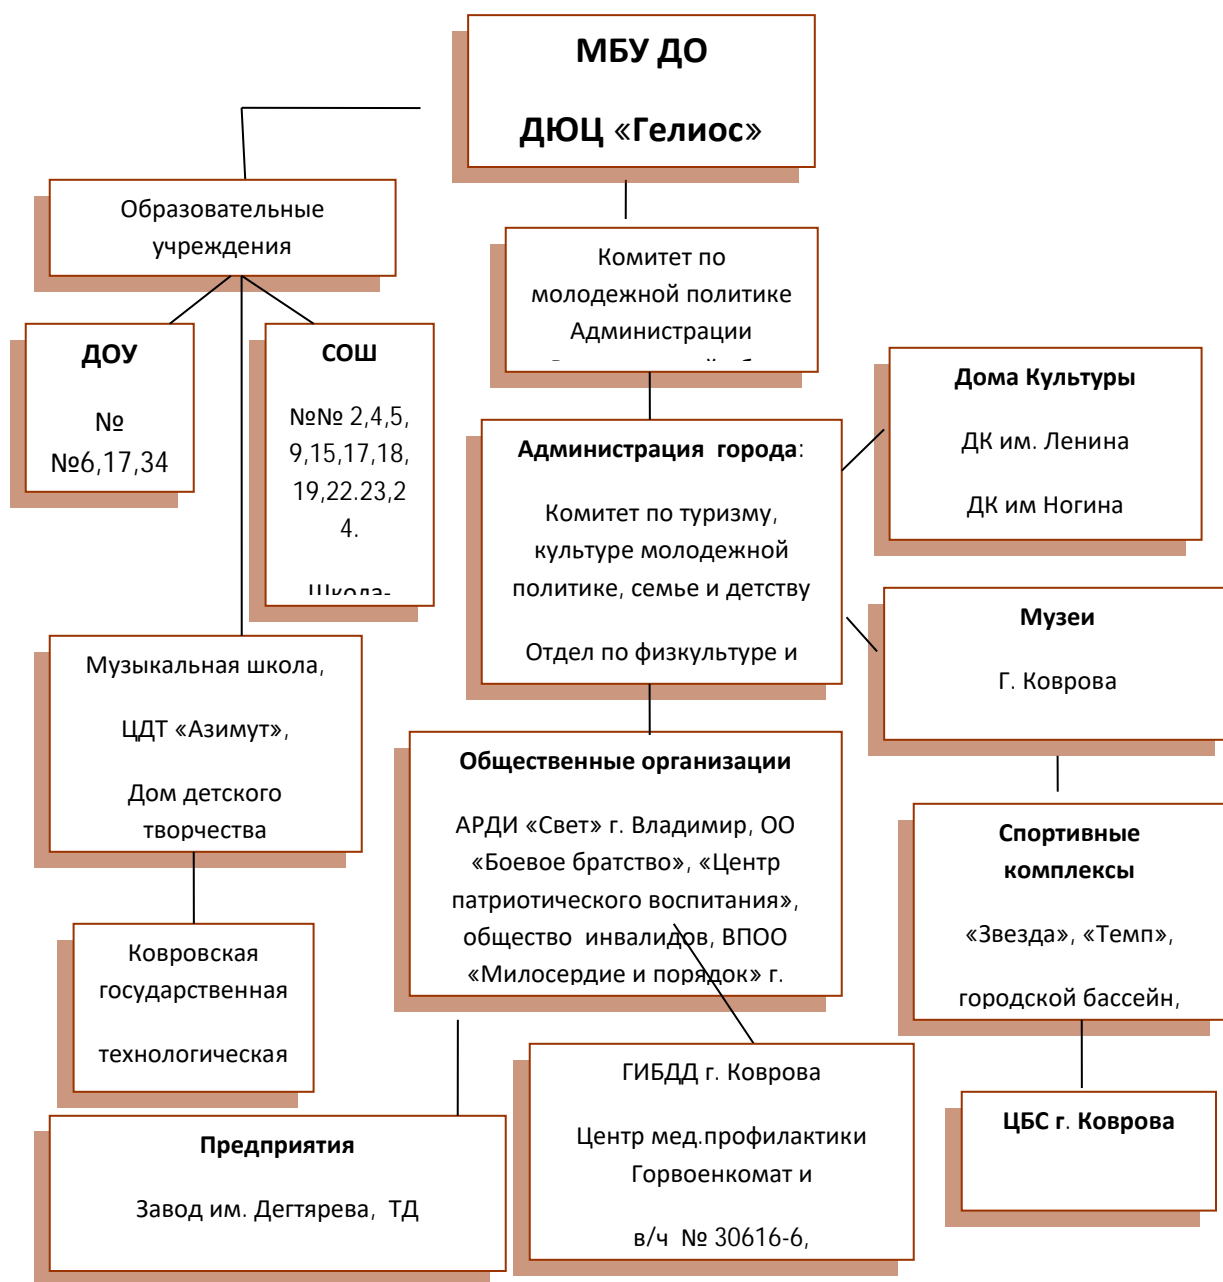 МБУ ДО
ДЮЦ «Гелиос»
Образовательные
учреждения
Комитет по
молодежной политике
Администрации
ДОУ
№
№6,17,34
СОШ
№№ 2,4,5,
9,15,17,18,
19,22.23,2
4.
Школа-
Дома Культуры
ДК им. Ленина
ДК им Ногина
Администрация города:
Комитет по туризму,
культуре молодежной
политике, семье и детству
Отдел по физкультуре и
Музеи
Г. Коврова
Музыкальная школа,
ЦДТ «Азимут»,
Дом детского
творчества
Общественные организации
АРДИ «Свет» г. Владимир, ОО
«Боевое братство», «Центр
патриотического воспитания»,
общество инвалидов, ВПОО
«Милосердие и порядок» г.
Спортивные
комплексы
«Звезда», «Темп»,
городской бассейн,
Ковровская
государственная
технологическая
ГИБДД г. Коврова
Центр мед.профилактики
Горвоенкомат и
в/ч № 30616-6,
ЦБС г. Коврова
Предприятия
Завод им. Дегтярева, ТД